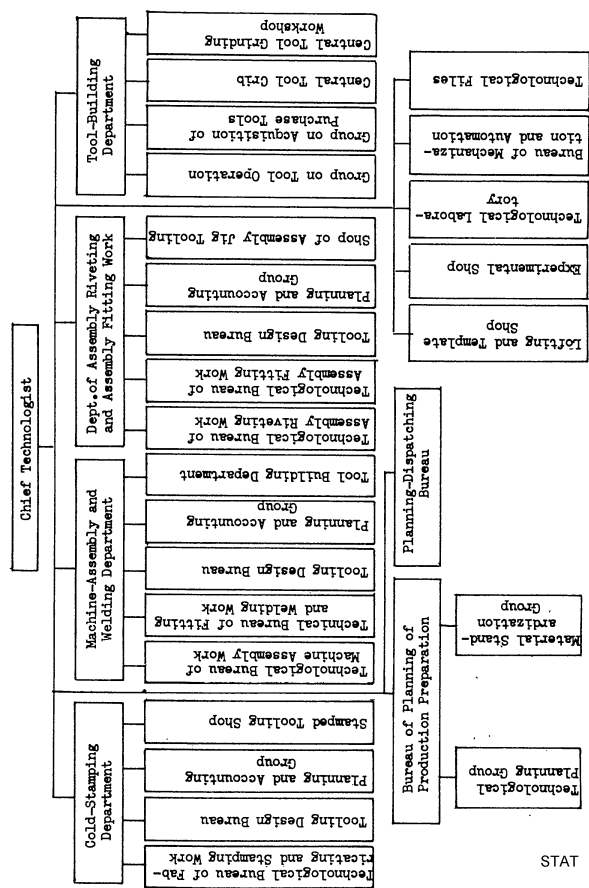 Chief Technologist
Cold-Stamping
Department
Machine-Assembly and
Welding Department
Dept.of Assembly Riveting
and Assembly Fitting Work
Tool-Building
Department
Technological Bureau of Fab-
ricating and Stamping Work
Tooling Design Bureau
Planning and Accounting
Group
Stamped Tooling Shop
Technological Bureau of
Machine Assembly Work
Technical Bureau of Fitting
and Welding Work
Tooling Design Bureau
Planning and Accounting
Group
Tool Building Department
Technological Bureau of
Assembly Riveting Work
Technological Bureau of
Assembly Fitting Work
Tooling Design Bureau
Planning and Accounting
Group
Shop of Assembly Jig Tooling
Group on Tool Operation
Group on Acquisition of
Purchase Tools
Central Tool Crib
Central Tool Grinding
Workshop
Bureau of Planning of
Production Preparation
Planning-Dispatching
Bureau
Technological
Planning Group
Material Stand-
ardization
Group
Lofting and Template
Shop
Experimental Shop
Technological Labora-
tory
Bureau of Mechaniza-
tion and Automation
Technological Files
STAT